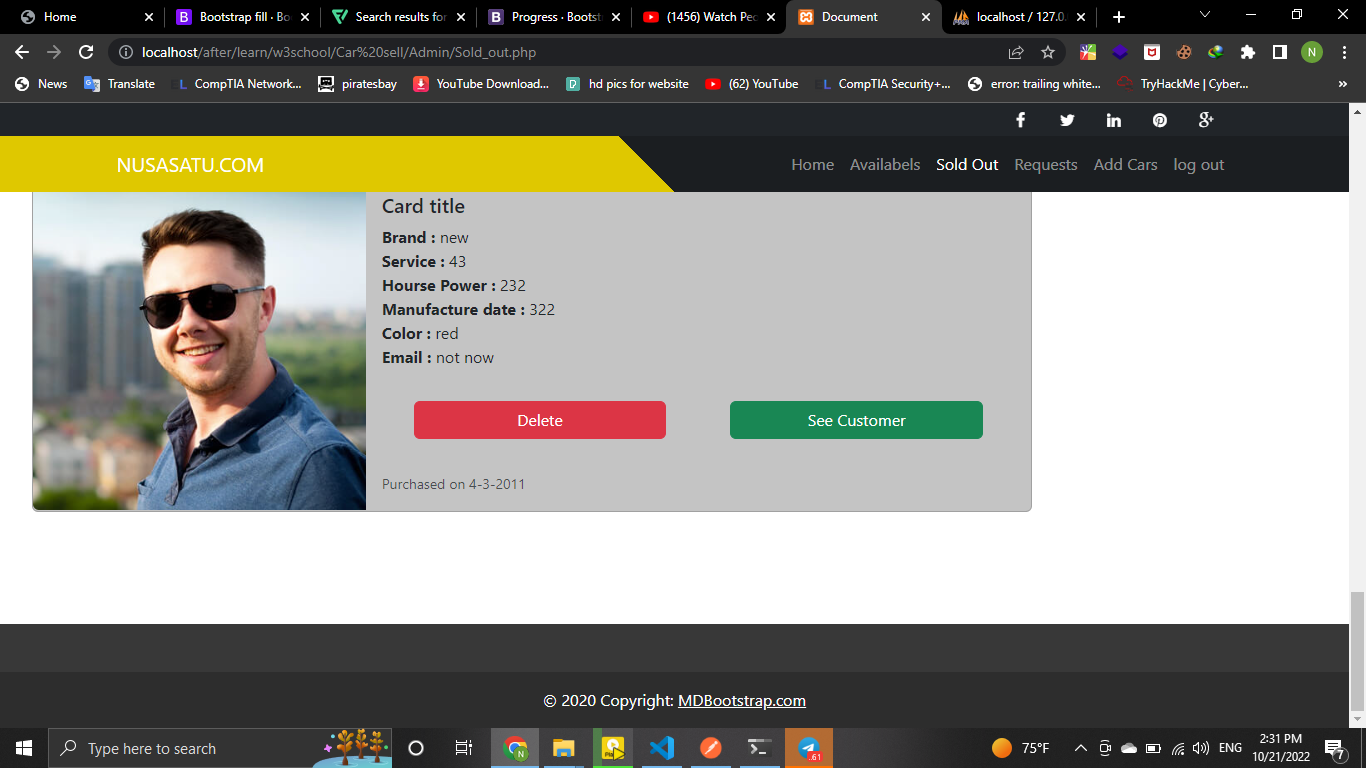 Home
Bootstrap fill · Bo
Search results for
Progress · Bootst
(1456) Watch Peo
Document
localhost / 127.0.
localhost/after/learn/w3school/Car%20sell/Admin/Sold_out.php
N
News
Translate
CompTIA Network...
piratesbay
YouTube Download...
hd pics for website
(62) YouTube
CompTIA Security+...
error: trailing white...
TryHackMe | Cyber...
NUSASATU.COM
Home Availabels Sold Out Requests Add Cars log out
Card title
Brand : new
Service : 43
Hourse Power : 232
Manufacture date : 322
Color : red
Email : not now
Delete
See Customer
Purchased on 4-3-2011
© 2020 Copyright: MDBootstrap.com
Type here to search
61
75°F
ENG
2:31 PM
10/21/2022
7